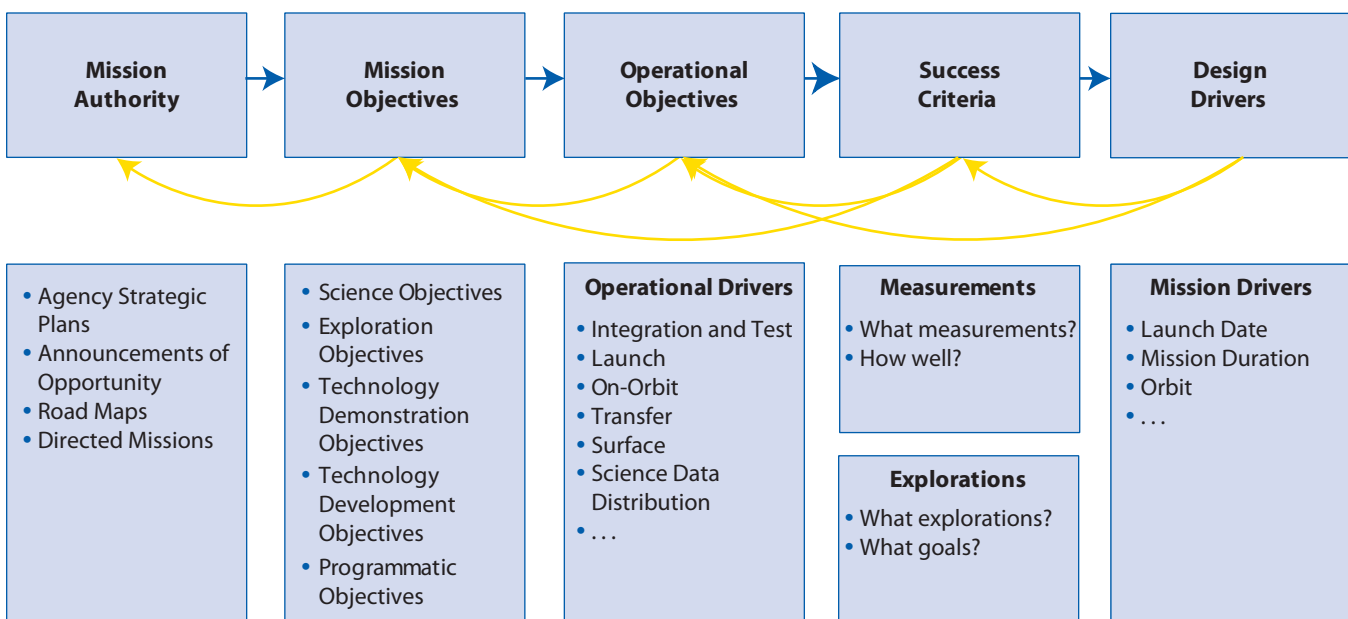 Mission
Authority
Mission
Objectives
Operational
Objectives
Success
Criteria
Design
Drivers
• Agency Strategic
Plans
• Announcements of
Opportunity
• Road Maps
• Directed Missions
• Science Objectives
• Exploration
Objectives
• Technology
Demonstration
Objectives
• Technology
Development
Objectives
• Programmatic
Objectives
Operational Drivers
• Integration and Test
• Launch
• On-Orbit
• Transfer
• Surface
• Science Data
Distribution
• . . .
Measurements
• What measurements?
• How well?
Explorations
• What explorations?
• What goals?
Mission Drivers
• Launch Date
• Mission Duration
• Orbit
• . . .